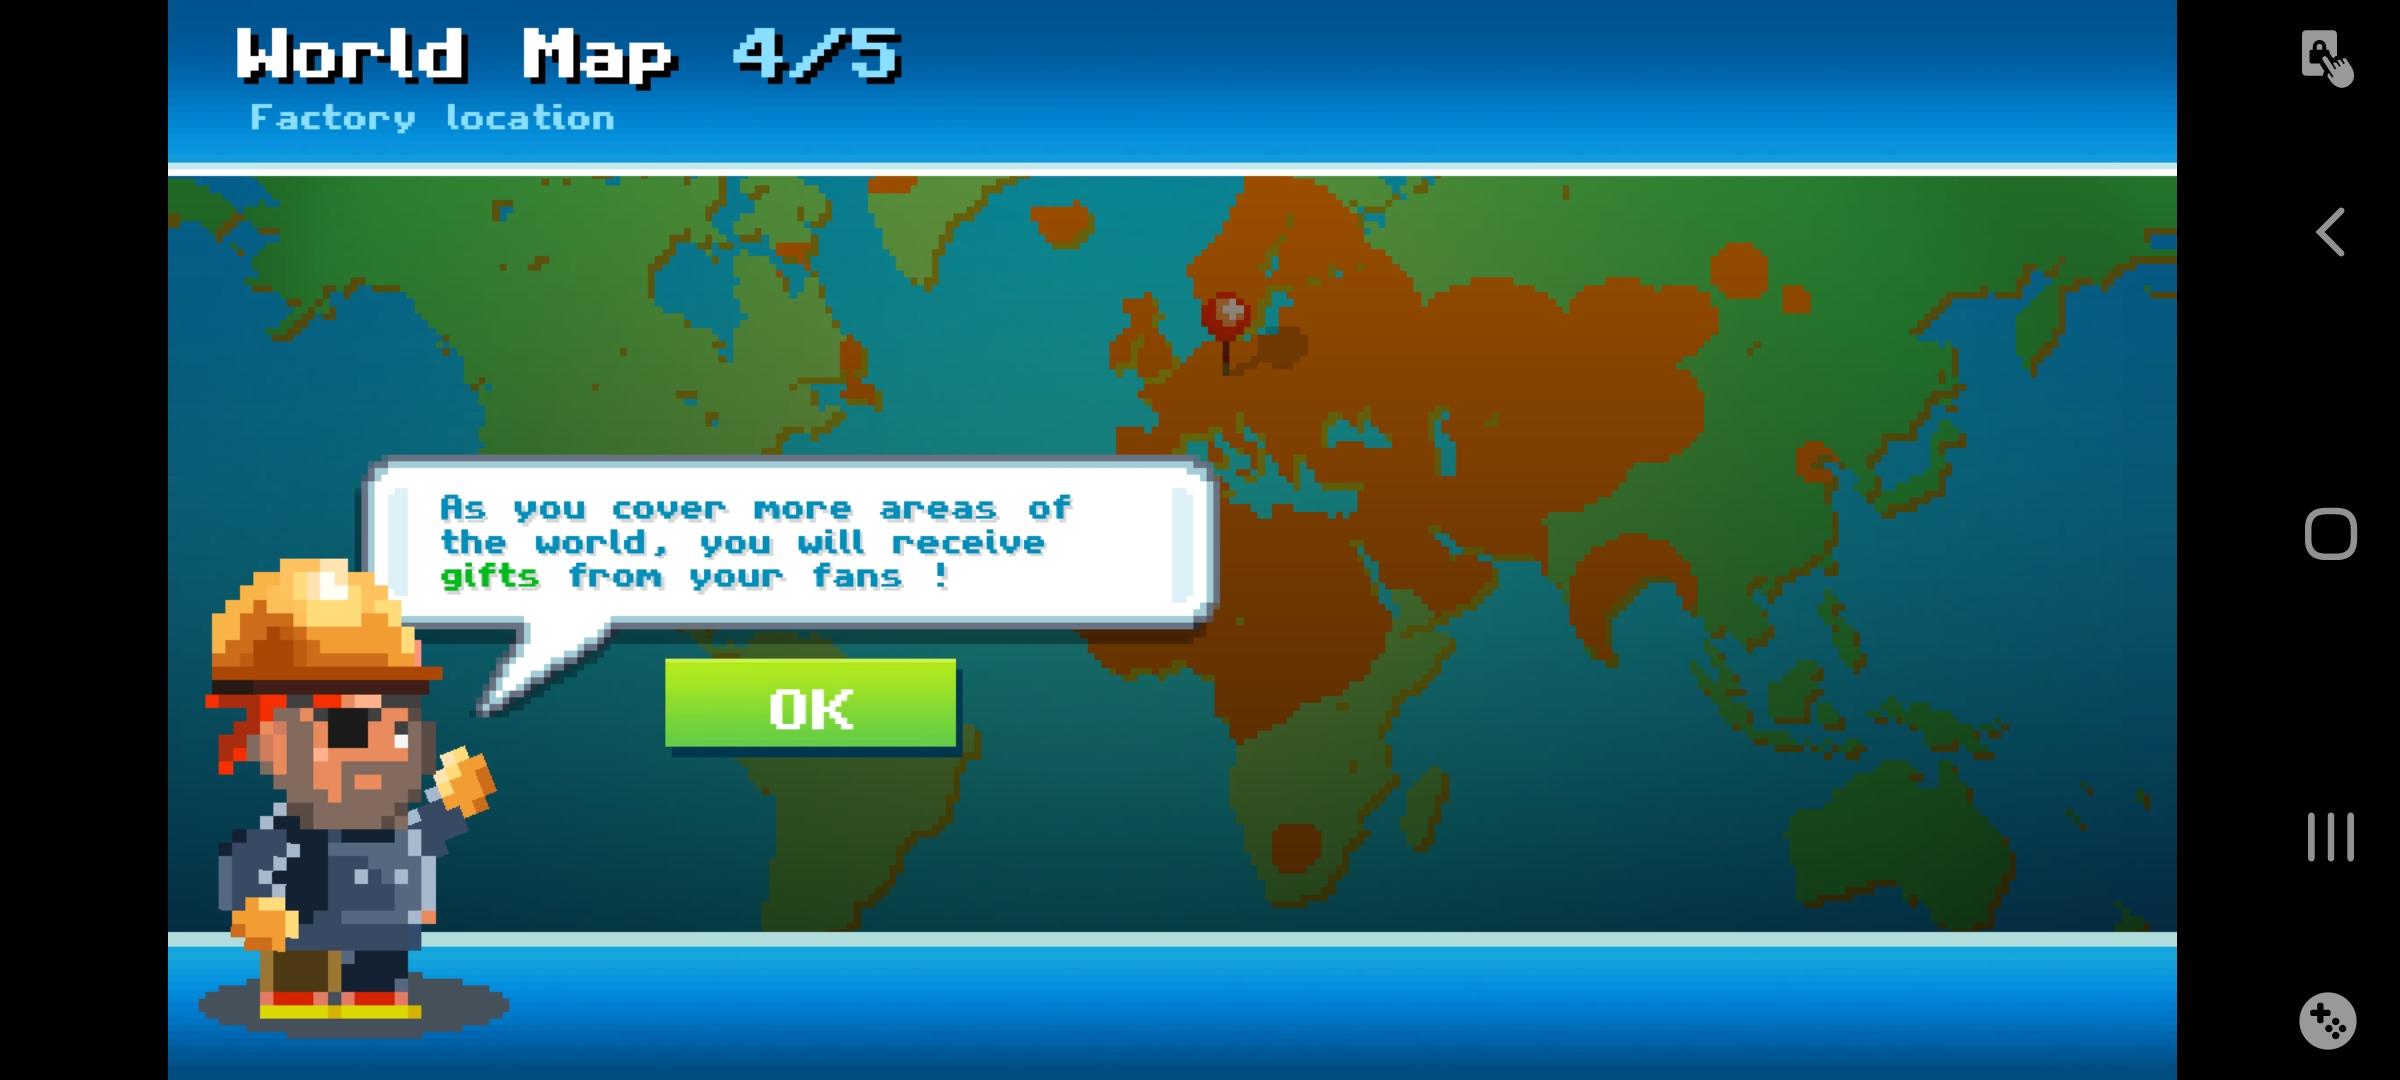 World Map 4/5
Factory location
As you cover more areas of
the world, you will receive
gifts from your fans !
OK